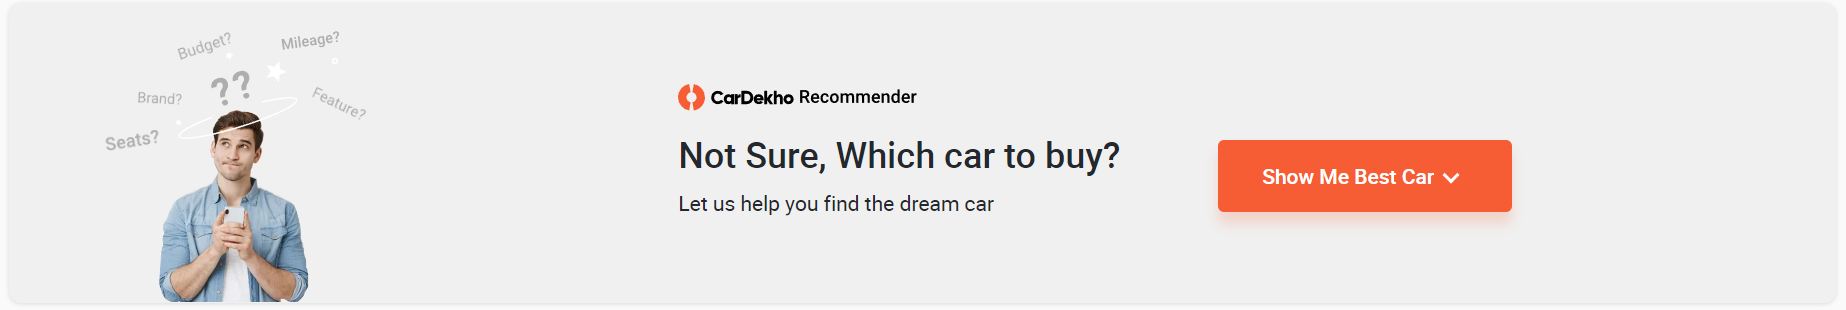 Budget?
Mileage?
??
Brand?
Feature?
Seats?
CarDekho Recommender
Not Sure, Which car to buy?
Let us help you find the dream car
Show Me Best Car